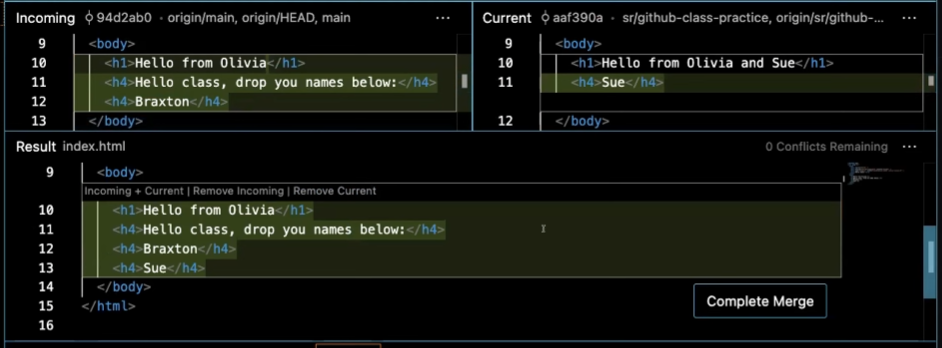 Incoming 94d2ab0 · origin/main, origin/HEAD, main ···
9 <body>
10 <h1>Hello from Olivia</h1>
11 <h4>Hello class, drop you names below:</h4>
12 <h4>Braxton</h4>
13 </body>
Current aaf390a · sr/github-class-practice, origin/sr/github-... ···
9 <body>
10 <h1>Hello from Olivia and Sue</h1>
11 <h4>Sue</h4>
12 </body>
Result index.html 0 Conflicts Remaining ···
9 <body>
Incoming + Current | Remove Incoming | Remove Current
10 <h1>Hello from Olivia</h1>
11 <h4>Hello class, drop you names below:</h4>
12 <h4>Braxton</h4>
13 <h4>Sue</h4>
14 </body>
15 </html>
16
Complete Merge